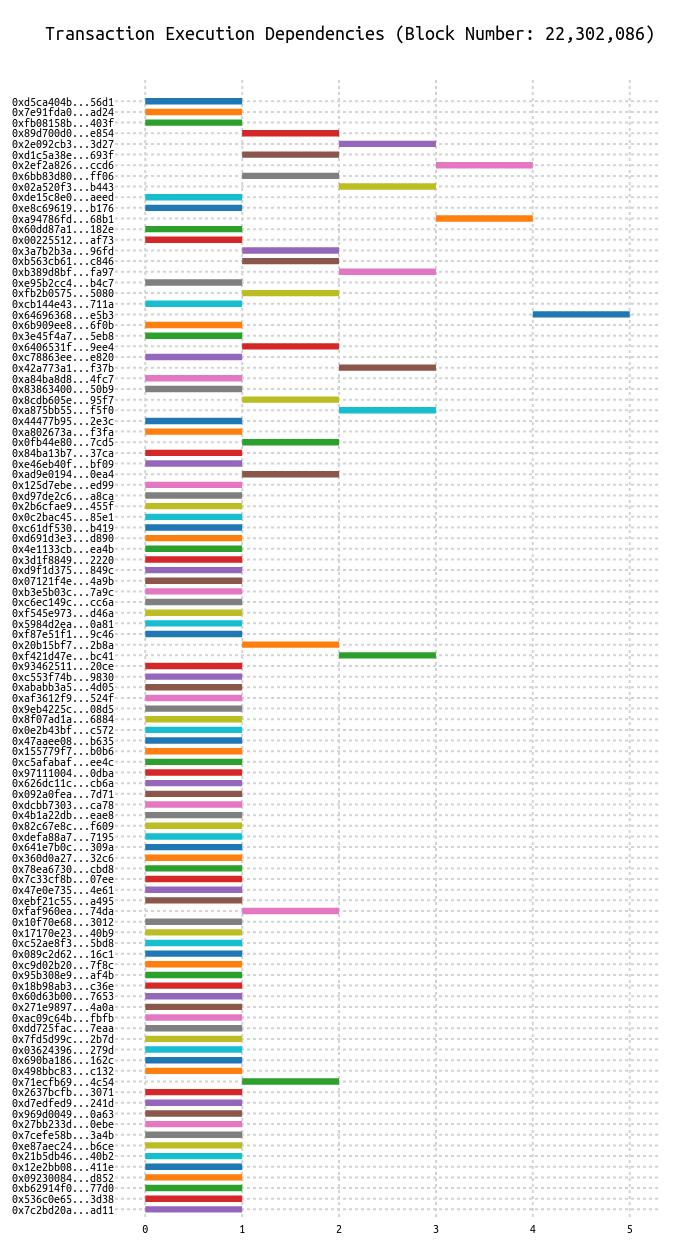 Transaction Execution Dependencies (Block Number: 22,302,086)
0xd5ca404b...56d1
0x7e91fda0...ad24
0xfb08158b...403f
0x89d700d0...e854
0x2e092cb3...3d27
0xd1c5a38e...693f
0x2ef2a826...ccd6
0x6bb83d80...ff06
0x02a520f3...b443
0xde15c8e0...aeed
0xe8c69619...b176
0xa94786fd...68b1
0x60dd87a1...182e
0x00225512...af73
0x3a7b2b3a...96fd
0xb563cb61...c846
0xb389d8bf...fa97
0xe95b2cc4...b4c7
0xfb2b0575...5080
0xcb144e43...711a
0x64696368...e5b3
0x6b909ee8...6f0b
0x3e45f4a7...5eb8
0x6406531f...9ee4
0xc78863ee...e820
0x42a773a1...f37b
0xa84ba8d8...4fc7
0x83863400...50b9
0x8cdb605e...95f7
0xa875bb55...f5f0
0x44477b95...2e3c
0xa802673a...f3fa
0x0fb44e80...7cd5
0x84ba13b7...37ca
0xe46eb40f...bf09
0xad9e0194...0ea4
0x125d7ebe...ed99
0xd97de2c6...a8ca
0x2b6cfae9...455f
0x0c2bac45...85e1
0xc61df530...b419
0xd691d3e3...d890
0x4e1133cb...ea4b
0x3d1f8849...2220
0xd9f1d375...849c
0x07121f4e...4a9b
0xb3e5b03c...7a9c
0xc6ec149c...cc6a
0xf545e973...d46a
0x5984d2ea...0a81
0xf87e51f1...9c46
0x20b15bf7...2b8a
0xf421d47e...bc41
0x93462511...20ce
0xc553f74b...9830
0xababb3a5...4d05
0xaf3612f9...524f
0x9eb4225c...08d5
0x8f07ad1a...6884
0x0e2b43bf...c572
0x47aaee08...b635
0x155779f7...b0b6
0xc5afabaf...ee4c
0x97111004...0dba
0x626dc11c...cb6a
0x092a0fea...7d71
0xdcbb7303...ca78
0x4b1a22db...eae8
0x82c67e8c...f609
0xdefa88a7...7195
0x641e7b0c...309a
0x360d0a27...32c6
0x78ea6730...cbd8
0x7c33cf8b...07ee
0x47e0e735...4e61
0xebf21c55...a495
0xfaf960ea...74da
0x10f70e68...3012
0x17170e23...40b9
0xc52ae8f3...5bd8
0x089c2d62...16c1
0xc9d02b20...7f8c
0x95b308e9...af4b
0x18b98ab3...c36e
0x60d63b00...7653
0x271e9897...4a0a
0xac09c64b...fbfb
0xdd725fac...7eaa
0x7fd5d99c...2b7d
0x03624396...279d
0x690ba186...162c
0x498bbc83...c132
0x71ecfb69...4c54
0x2637bcfb...3071
0xd7edfed9...241d
0x969d0049...0a63
0x27bb233d...0ebe
0x7cefe58b...3a4b
0xe87aec24...b6ce
0x21b5db46...40b2
0x12e2bb08...411e
0x09230084...d852
0xb62914f0...77d0
0x536c0e65...3d38
0x7c2bd20a...ad11
0 1 2 3 4 5